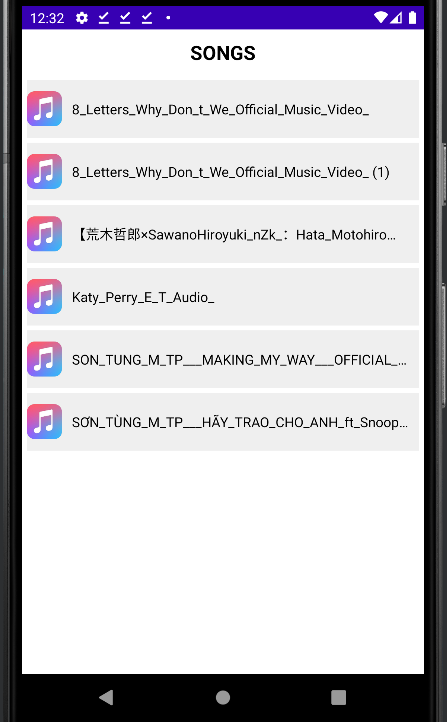 12:32
SONGS
8_Letters_Why_Don_t_We_Official_Music_Video_
8_Letters_Why_Don_t_We_Official_Music_Video_ (1)
【荒木哲郎×SawanoHiroyuki_nZk_：Hata_Motohiro…
Katy_Perry_E_T_Audio_
SON_TUNG_M_TP___MAKING_MY_WAY___OFFICIAL_…
SƠN_TÙNG_M_TP___HÃY_TRAO_CHO_ANH_ft_Snoop…